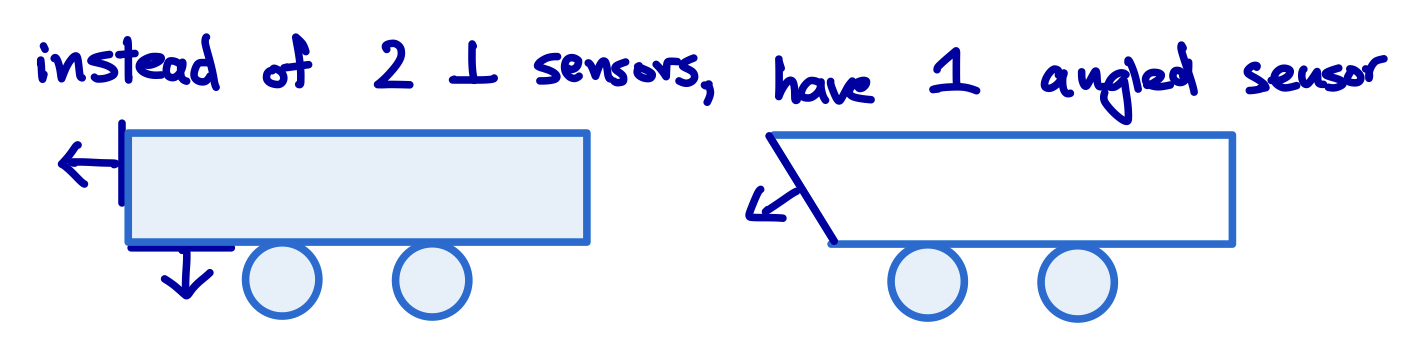 instead of 2 ⊥ sensors, have 1 angled sensor